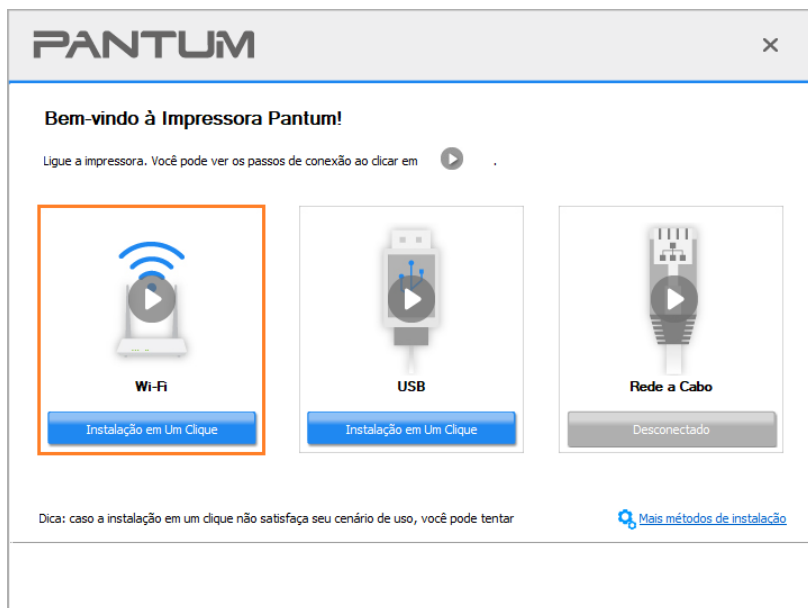 PANTUM
Bem-vindo à Impressora Pantum!
Ligue a impressora. Você pode ver os passos de conexão ao clicar em .
Wi-Fi
USB
Rede a Cabo
Instalação em Um Clique
Instalação em Um Clique
Desconectado
Dica: caso a instalação em um clique não satisfaça seu cenário de uso, você pode tentar
Mais métodos de instalação